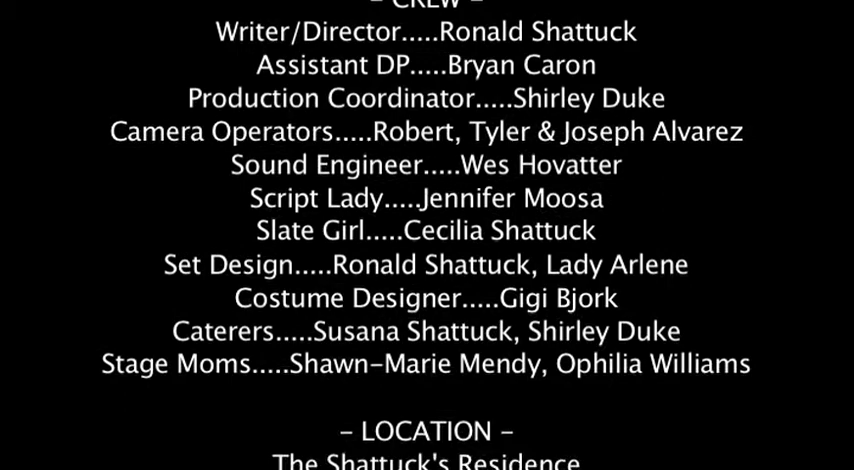 - CREW -
Writer/Director.....Ronald Shattuck
Assistant DP.....Bryan Caron
Production Coordinator.....Shirley Duke
Camera Operators.....Robert, Tyler & Joseph Alvarez
Sound Engineer.....Wes Hovatter
Script Lady.....Jennifer Moosa
Slate Girl.....Cecilia Shattuck
Set Design.....Ronald Shattuck, Lady Arlene
Costume Designer.....Gigi Bjork
Caterers.....Susana Shattuck, Shirley Duke
Stage Moms.....Shawn-Marie Mendy, Ophilia Williams
- LOCATION -
The Shattuck's Residence